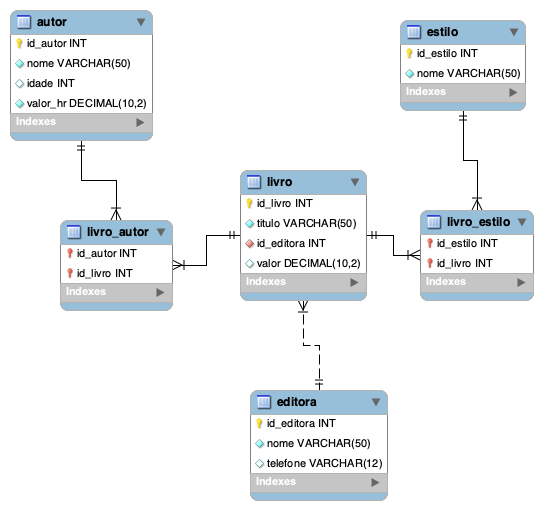 autor
id_autor INT
nome VARCHAR(50)
idade INT
valor_hr DECIMAL(10,2)
Indexes
estilo
id_estilo INT
nome VARCHAR(50)
Indexes
livro
id_livro INT
titulo VARCHAR(50)
id_editora INT
valor DECIMAL(10,2)
Indexes
livro_autor
id_autor INT
id_livro INT
Indexes
livro_estilo
id_estilo INT
id_livro INT
Indexes
editora
id_editora INT
nome VARCHAR(50)
telefone VARCHAR(12)
Indexes